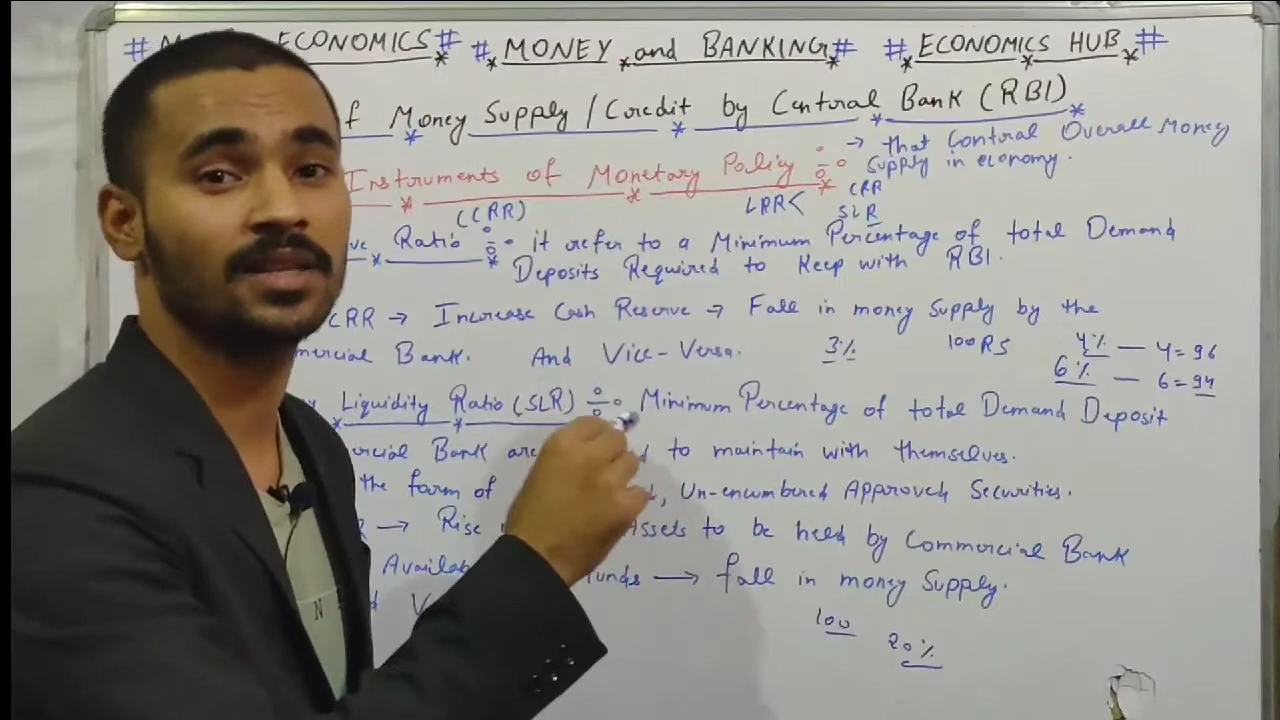 # ECONOMICS # # MONEY and BANKING # # ECONOMICS HUB #
f Money Supply / Credit by Central Bank (RBI)
Instruments of Monetary Policy :- → that Control Overall Money
Supply in economy.
(CRR) LRR < CRR
SLR
ve Ratio :- it refer to a Minimum Percentage of total Demand
Deposits Required to Keep with RBI.
CRR → Increase Cash Reserve → Fall in money Supply by the
mercial Bank. And Vice-Versa. 3% 100 RS 4% — 4 = 96
6% — 6 = 94
Liquidity Ratio (SLR) :- Minimum Percentage of total Demand Deposit
rcial Bank are to maintain with themselves.
the form of , Un-encumbered Approved Securities.
R → Rise Assets to be held by Commercial Bank
Availab funds → fall in money Supply.
d V
100
20%
N